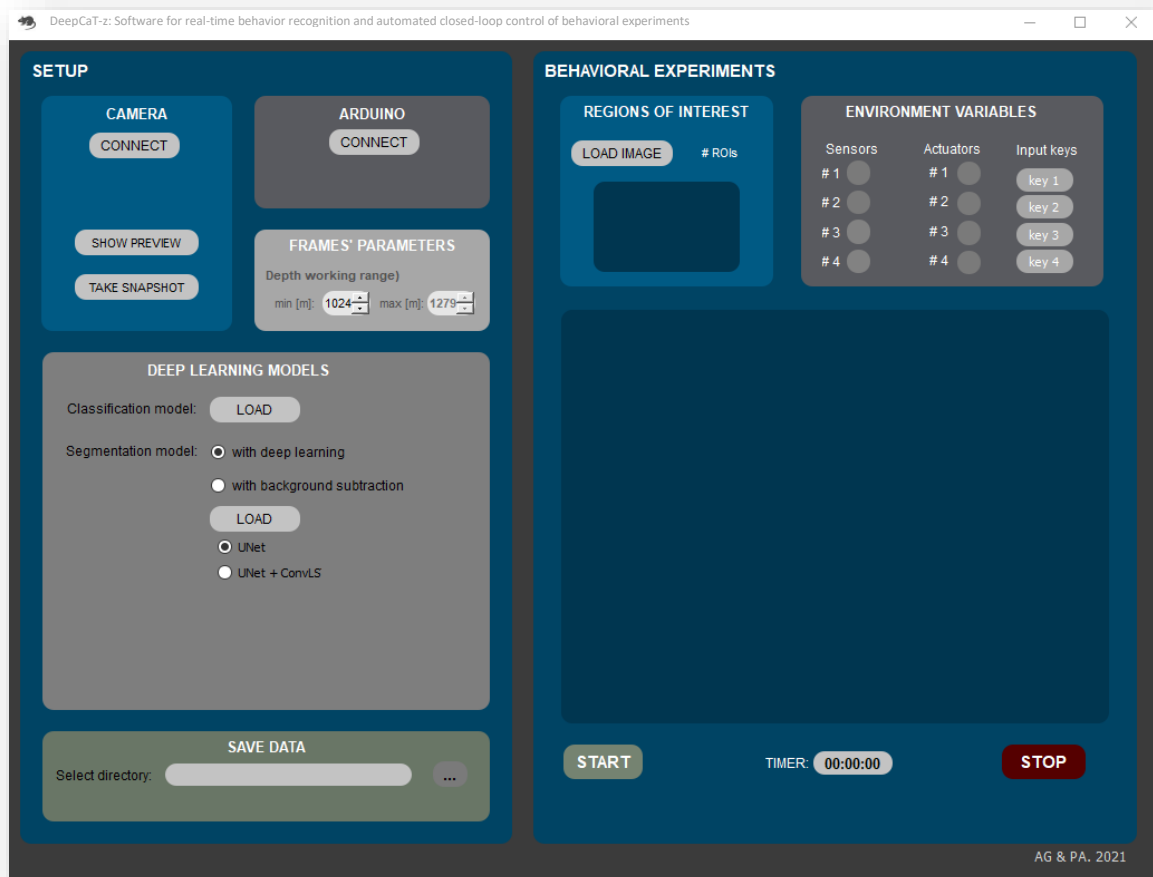 DeepCaT-z: Software for real-time behavior recognition and automated closed-loop control of behavioral experiments
SETUP
CAMERA
CONNECT
SHOW PREVIEW
TAKE SNAPSHOT
ARDUINO
CONNECT
FRAMES' PARAMETERS
Depth working range)
min [m]: 1024 max [m]: 1279
DEEP LEARNING MODELS
Classification model: LOAD
Segmentation model: with deep learning
with background subtraction
LOAD
UNet
UNet + ConvLS
SAVE DATA
Select directory: ...
BEHAVIORAL EXPERIMENTS
REGIONS OF INTEREST
LOAD IMAGE # ROIs
ENVIRONMENT VARIABLES
Sensors Actuators Input keys
# 1 # 1 key 1
# 2 # 2 key 2
# 3 # 3 key 3
# 4 # 4 key 4
START TIMER: 00:00:00 STOP
AG & PA. 2021